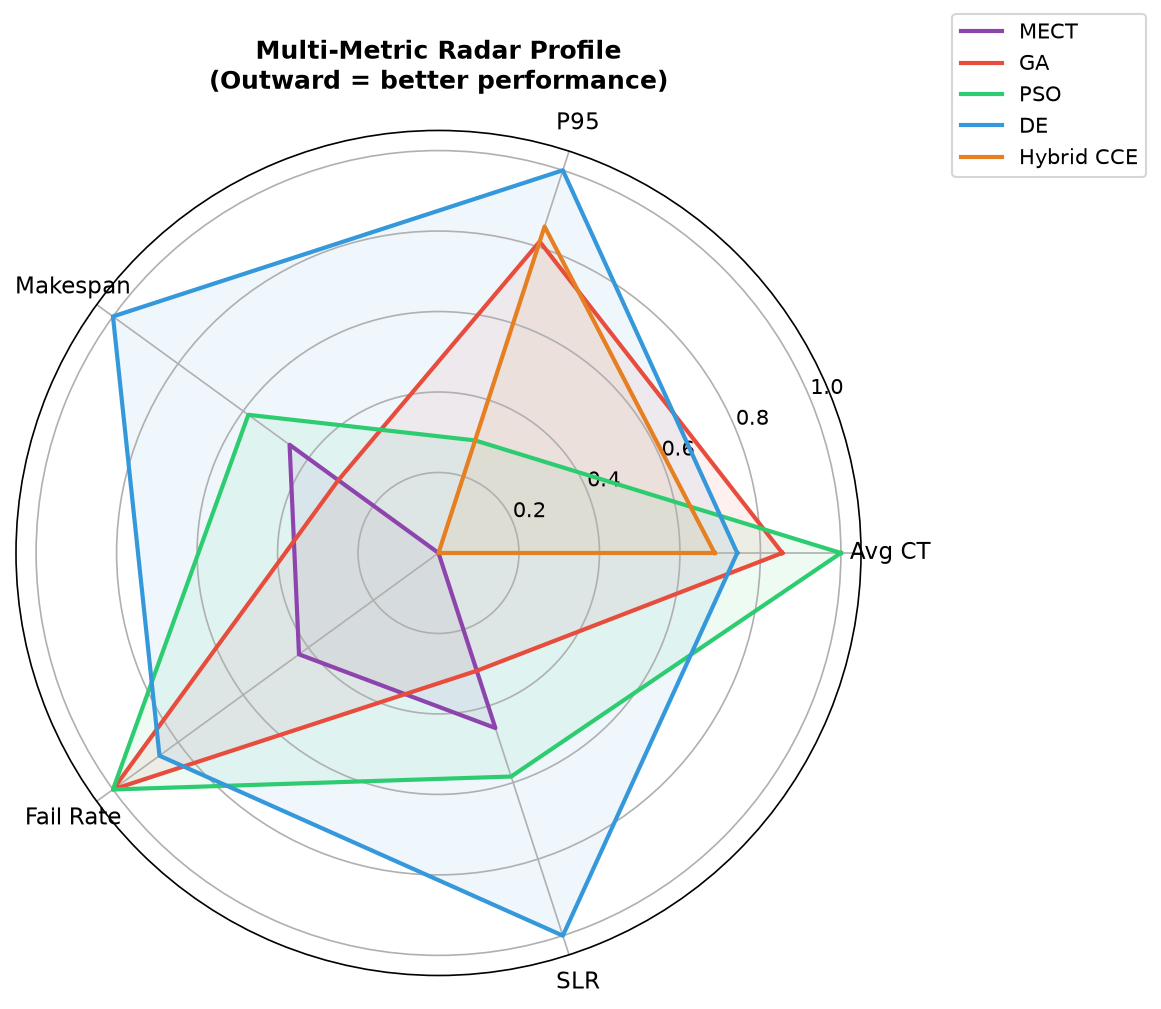 Multi-Metric Radar Profile
(Outward = better performance)
MECT
GA
PSO
DE
Hybrid CCE
P95
Makespan
1.0
0.8
0.6
0.4
0.2
Avg CT
Fail Rate
SLR